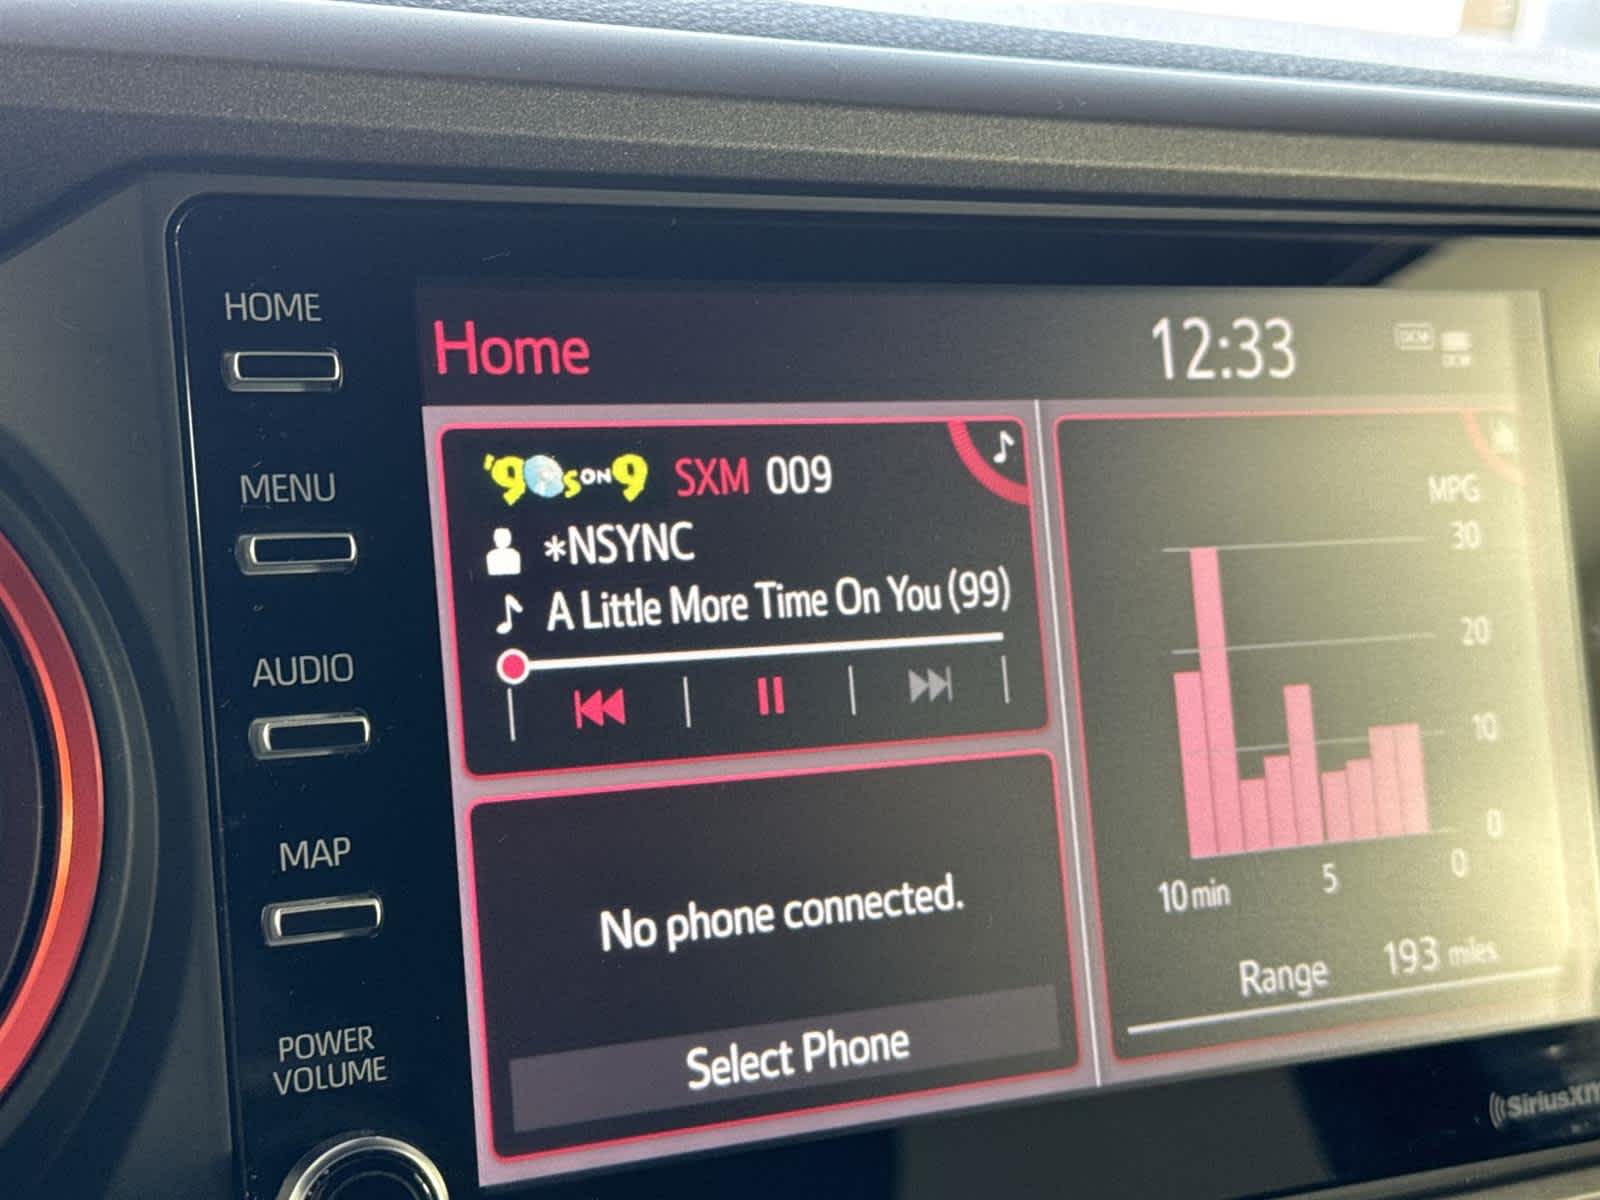 HOME
MENU
AUDIO
MAP
POWER
VOLUME
Home
12:33
DCM
'90s ON 9 SXM 009
*NSYNC
A Little More Time On You (99)
No phone connected.
Select Phone
MPG
30
20
10
0
10 min 5 0
Range 193 miles
SiriusXM